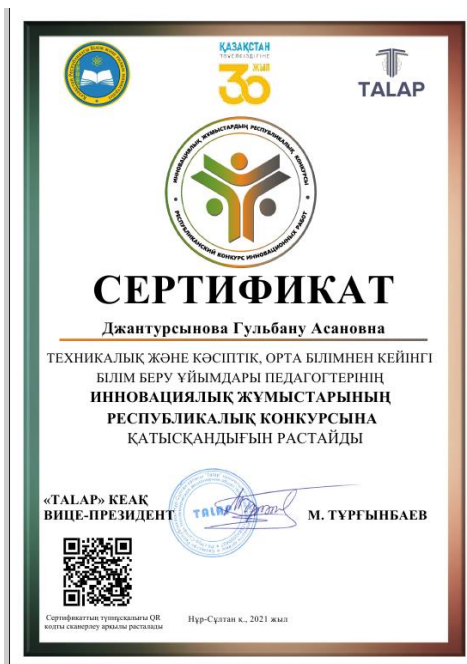 ҚАЗАҚСТАН
ТӘУЕЛСІЗДІГІНЕ
30 ЖЫЛ
TALAP
ИННОВАЦИЯЛЫҚ ЖҰМЫСТАРДЫҢ РЕСПУБЛИКАЛЫҚ КОНКУРСЫ
РЕСПУБЛИКАНСКИЙ КОНКУРС ИННОВАЦИОННЫХ РАБОТ
СЕРТИФИКАТ
Джантурсынова Гульбану Асановна
ТЕХНИКАЛЫҚ ЖӘНЕ КӘСІПТІК, ОРТА БІЛІМНЕН КЕЙІНГІ
БІЛІМ БЕРУ ҰЙЫМДАРЫ ПЕДАГОГТЕРІНІҢ
ИННОВАЦИЯЛЫҚ ЖҰМЫСТАРЫНЫҢ
РЕСПУБЛИКАЛЫҚ КОНКУРСЫНА
ҚАТЫСҚАНДЫҒЫН РАСТАЙДЫ
«TALAP» КЕАҚ
ВИЦЕ-ПРЕЗИДЕНТ
TALAP
М. ТҰРҒЫНБАЕВ
Сертификаттың түпнұсқалығы QR
кодты сканерлеу арқылы расталады
Нұр-Сұлтан қ., 2021 жыл